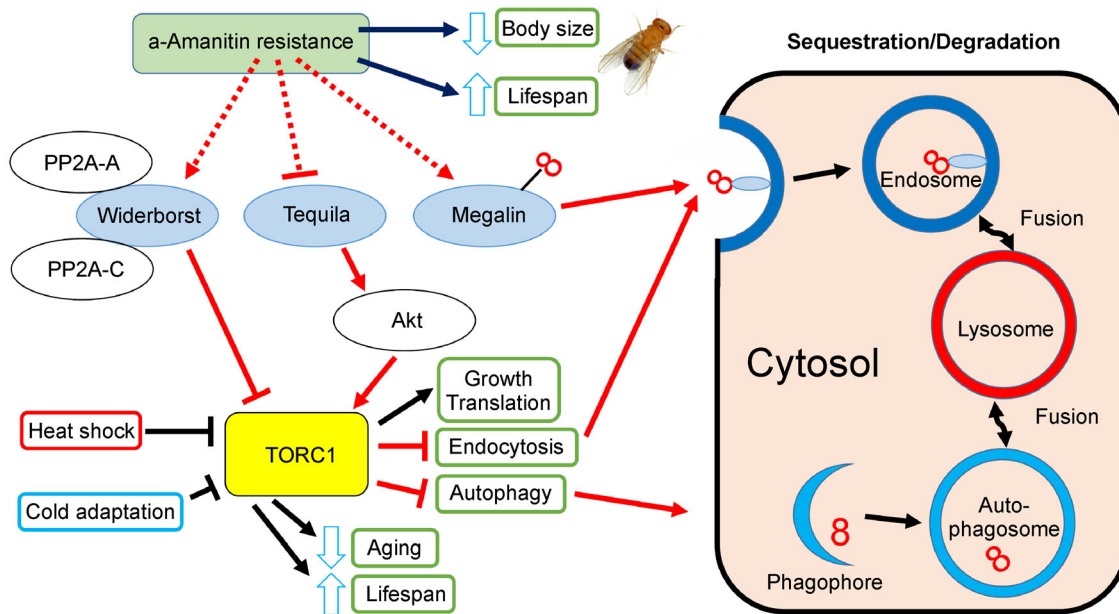 a-Amanitin resistance
Body size
Lifespan
Sequestration/Degradation
PP2A-A
Widerborst
PP2A-C
Tequila
Megalin
Akt
Heat shock
Cold adaptation
TORC1
Growth
Translation
Endocytosis
Autophagy
Aging
Lifespan
Endosome
Fusion
Lysosome
Cytosol
Fusion
Phagophore
Auto-
phagosome